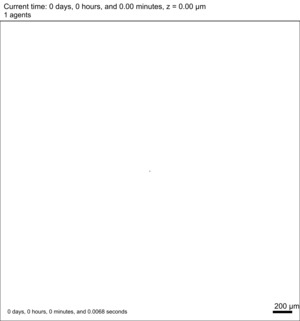 Current time: 0 days, 0 hours, and 0.00 minutes, z = 0.00 μm
1 agents
200 μm
0 days, 0 hours, 0 minutes, and 0.0068 seconds